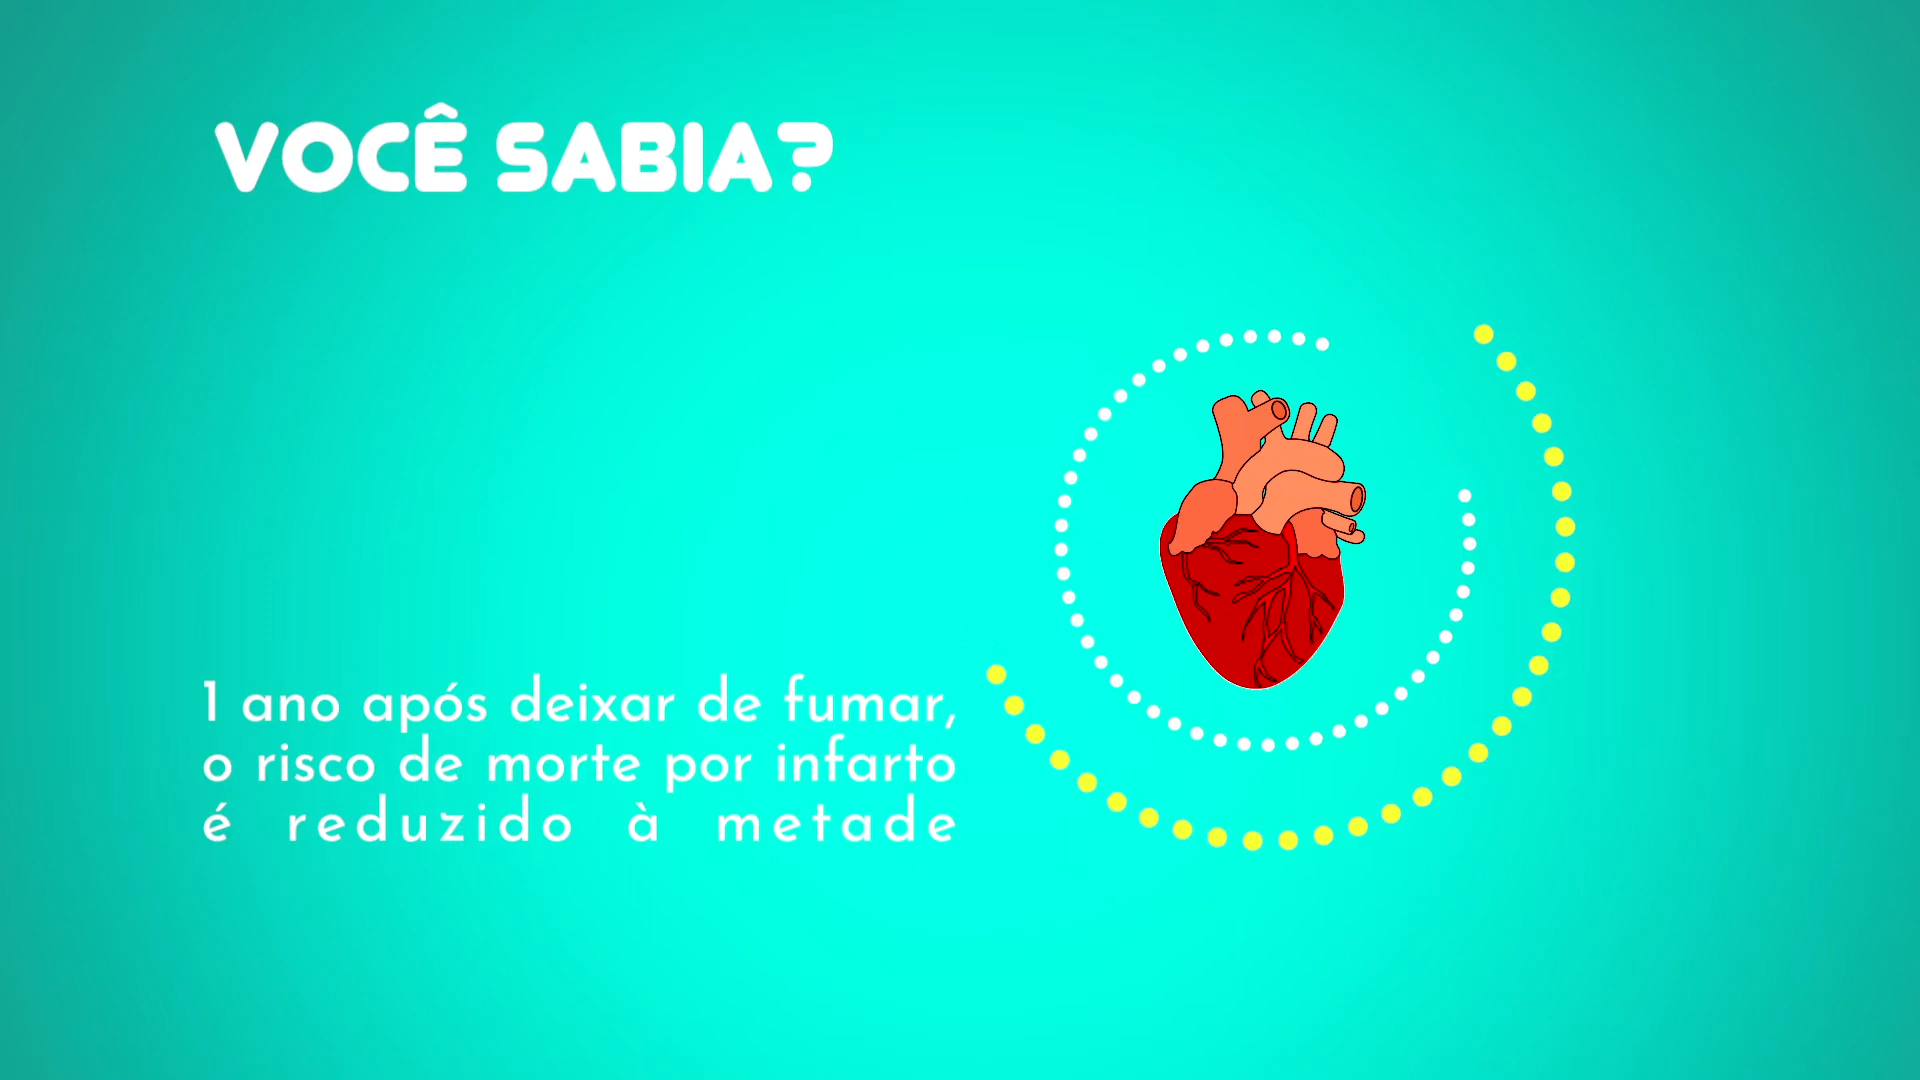 VOCÊ SABIA?
1 ano após deixar de fumar,
o risco de morte por infarto
é reduzido à metade